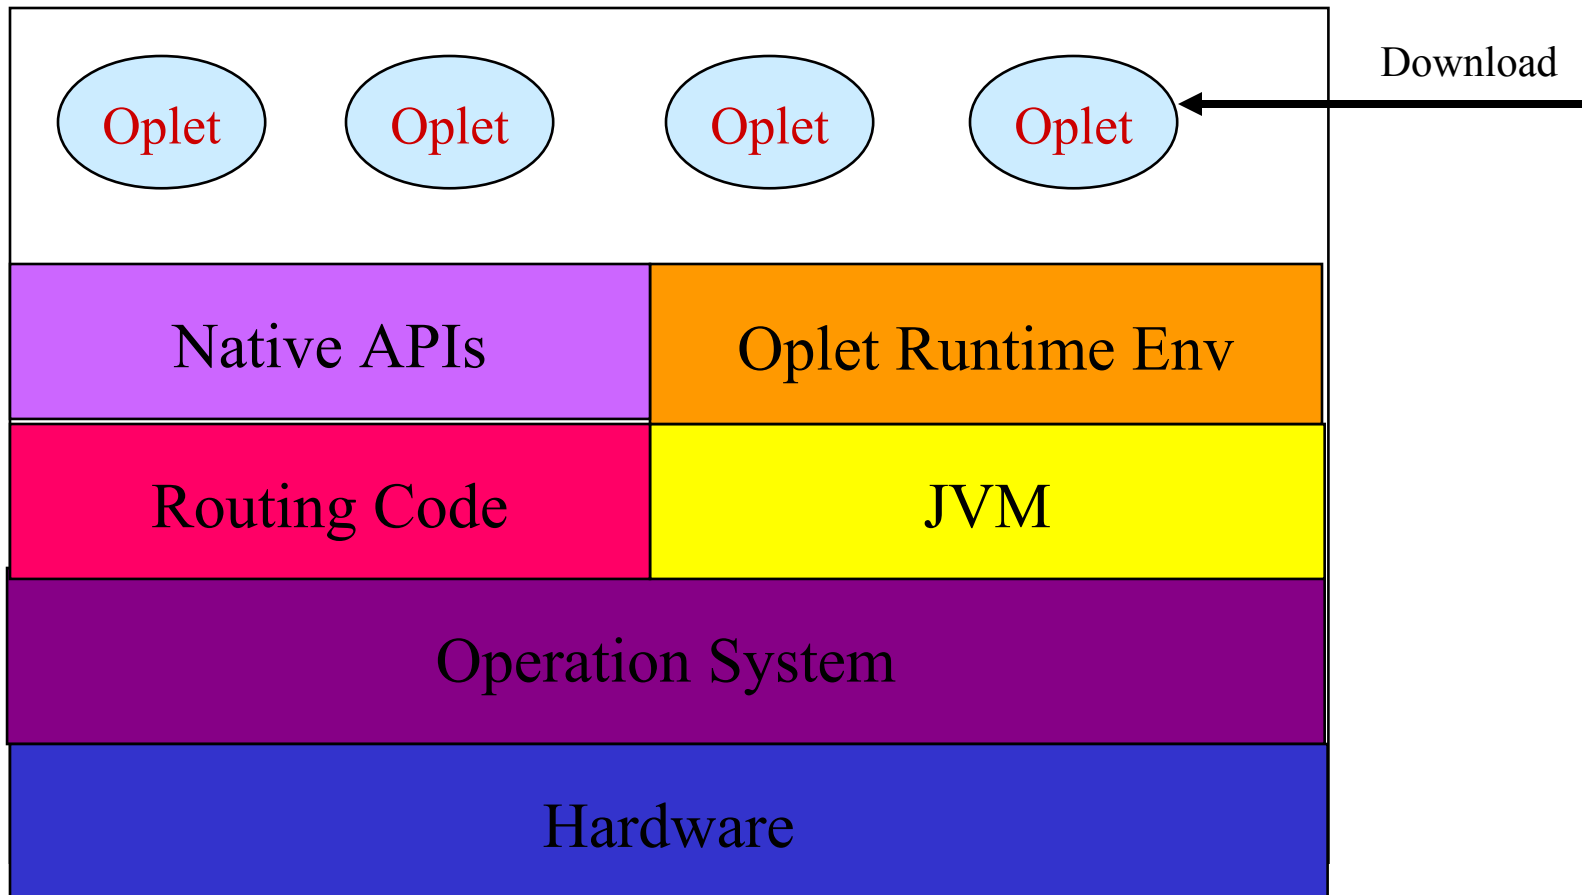 Download
Oplet Oplet Oplet Oplet
Native APIs
Oplet Runtime Env
Routing Code
JVM
Operation System
Hardware